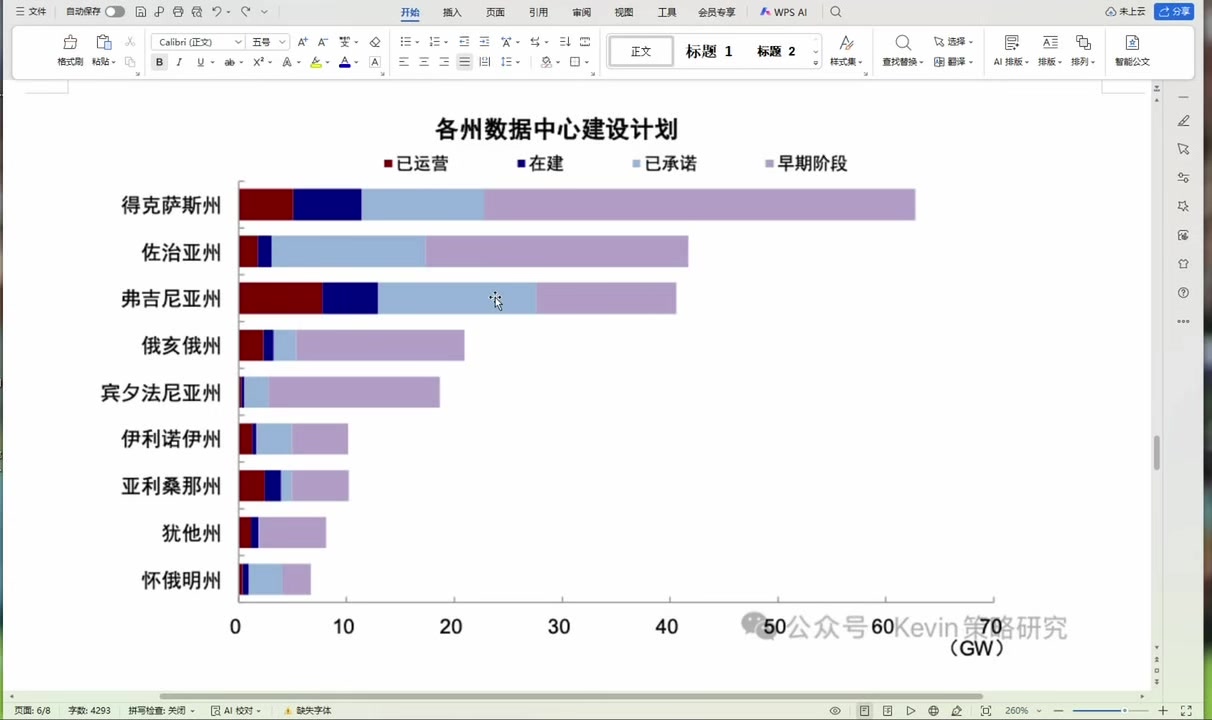 文件 自动保存 开始 插入 页面 引用 审阅 视图 工具 会员专享 WPS AI 未上云 分享
格式刷 粘贴 Calibri (正文) 五号 正文 标题 1 标题 2 样式集 查找替换 选择 翻译 AI 排版 排版 排列 智能公文
各州数据中心建设计划
已运营 在建 已承诺 早期阶段
得克萨斯州
佐治亚州
弗吉尼亚州
俄亥俄州
宾夕法尼亚州
伊利诺伊州
亚利桑那州
犹他州
怀俄明州
0 10 20 30 40 50 60 70
(GW)
公众号 Kevin策略研究
页面: 6/8 字数: 4293 拼写检查: 关闭 AI 校对 缺失字体 260%